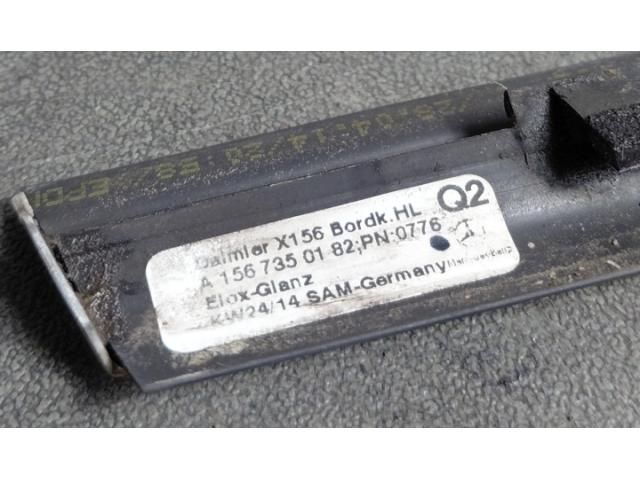 Daimler X156 Bordk.HL Q2
A 156 735 01 82;PN:0776
Elox-Glanz
KW24/14 SAM-Germany